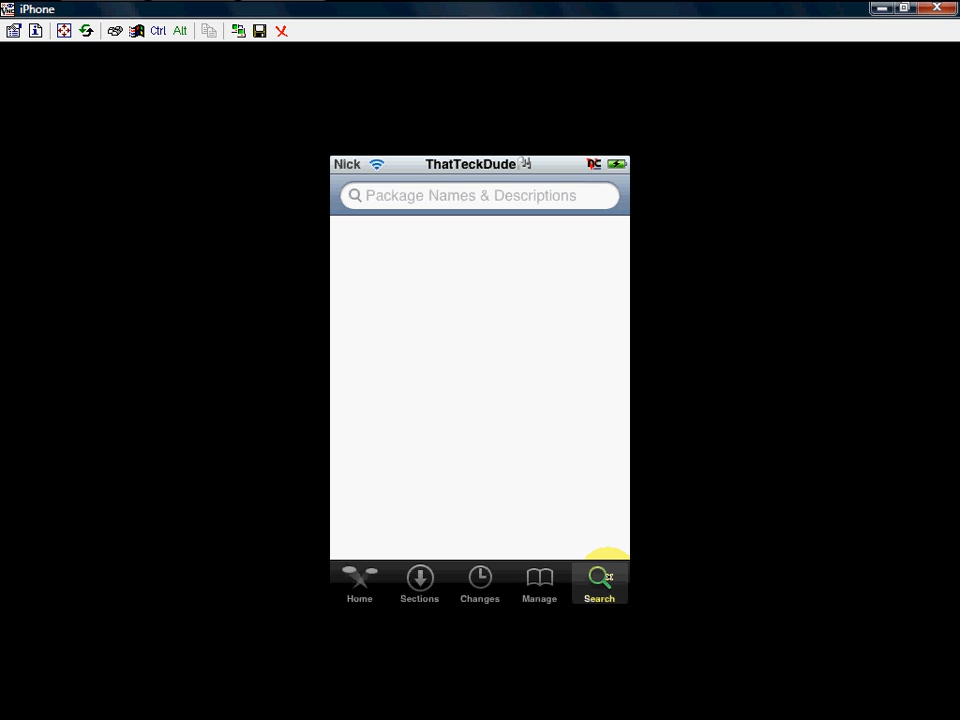 iPhone
Ctrl Alt
Nick ThatTeckDude
Package Names & Descriptions
Home Sections Changes Manage Search